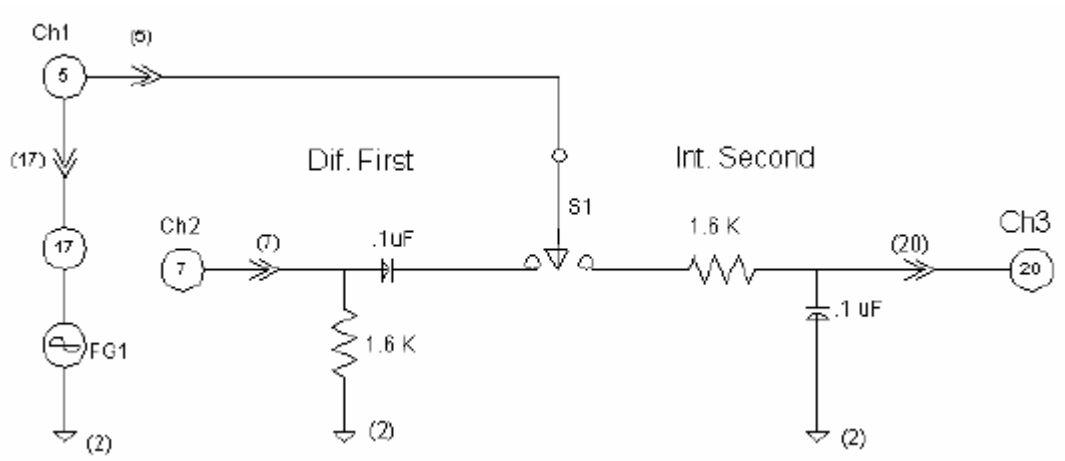 Ch1
(5)
5
(17)
Dif. First
Int. Second
S1
Ch2
(7)
.1uF
1.6 K
(20)
Ch3
17
7
20
.1 uF
FG1
1.6 K
(2)
(2)
(2)